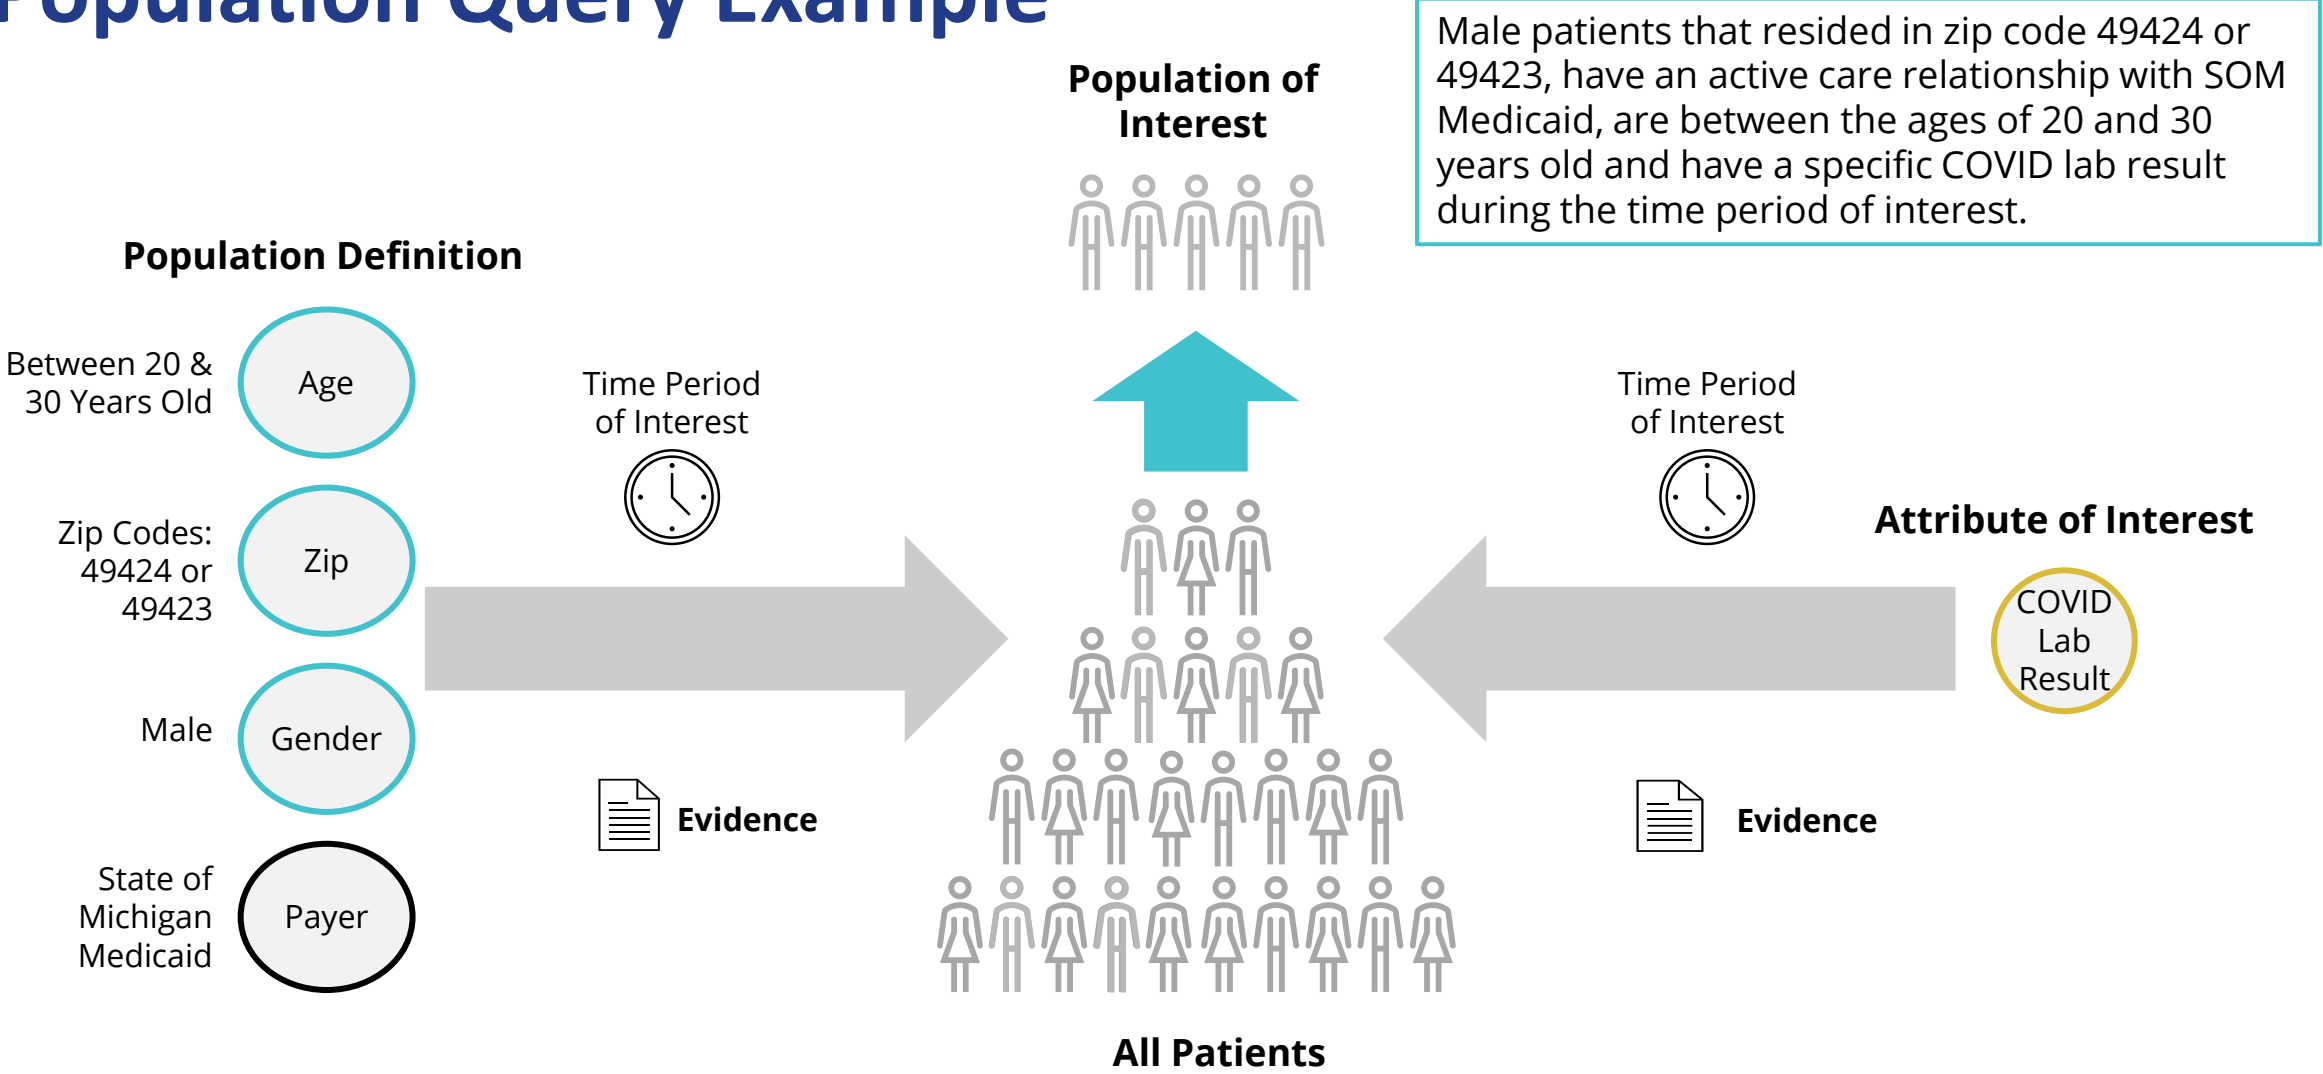 Population Query Example
Male patients that resided in zip code 49424 or
49423, have an active care relationship with SOM
Medicaid, are between the ages of 20 and 30
years old and have a specific COVID lab result
during the time period of interest.
Population of
Interest
Population Definition
Between 20 &
30 Years Old
Age
Zip Codes:
49424 or
49423
Zip
Male
Gender
State of
Michigan
Medicaid
Payer
Time Period
of Interest
Evidence
Time Period
of Interest
Evidence
Attribute of Interest
COVID
Lab
Result
All Patients